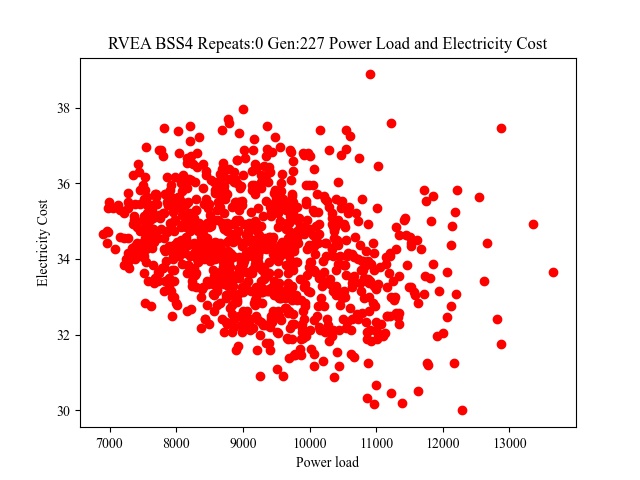 RVEA BSS4 Repeats:0 Gen:227 Power Load and Electricity Cost
38
36
34
32
30
Electricity Cost
7000 8000 9000 10000 11000 12000 13000
Power load